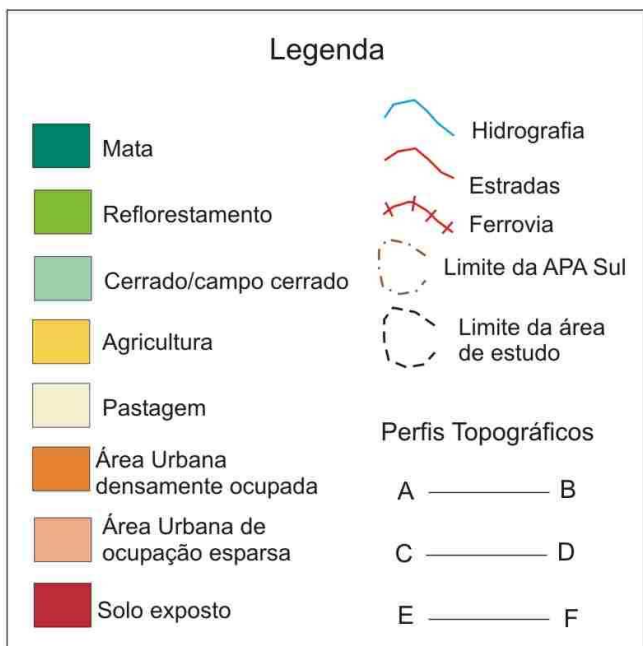 Legenda
Mata
Reflorestamento
Cerrado/campo cerrado
Agricultura
Pastagem
Área Urbana
densamente ocupada
Área Urbana de
ocupação esparsa
Solo exposto
Hidrografia
Estradas
Ferrovia
Limite da APA Sul
Limite da área
de estudo
Perfis Topográficos
A B
C D
E F